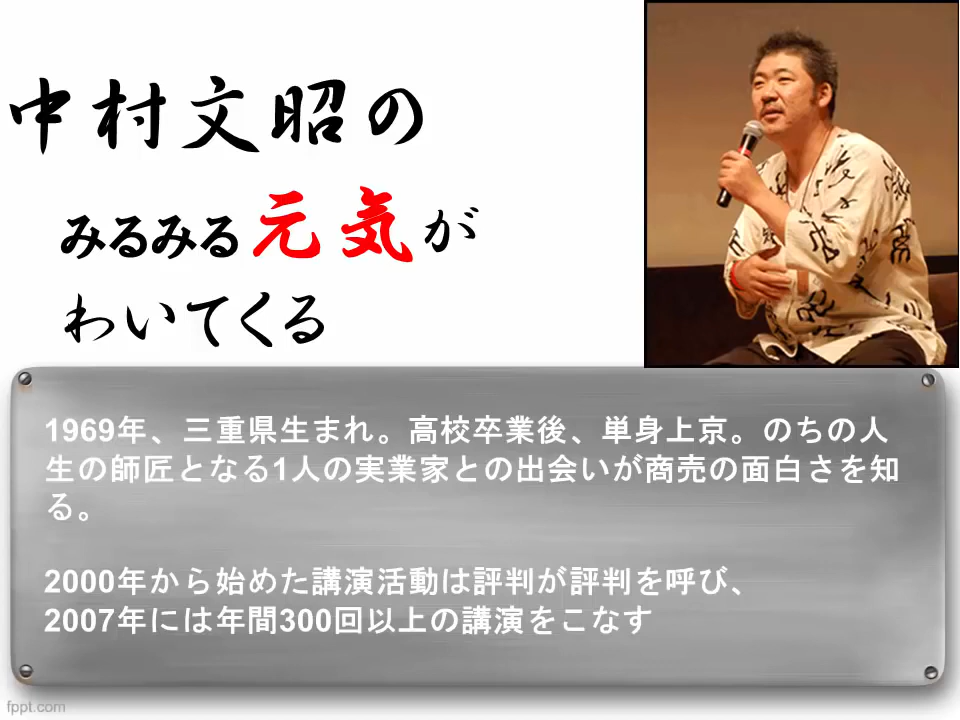 中村文昭の
みるみる元気が
わいてくる
1969年、三重県生まれ。高校卒業後、単身上京。のちの人
生の師匠となる1人の実業家との出会いが商売の面白さを知
る。
2000年から始めた講演活動は評判が評判を呼び、
2007年には年間300回以上の講演をこなす
fppt.com